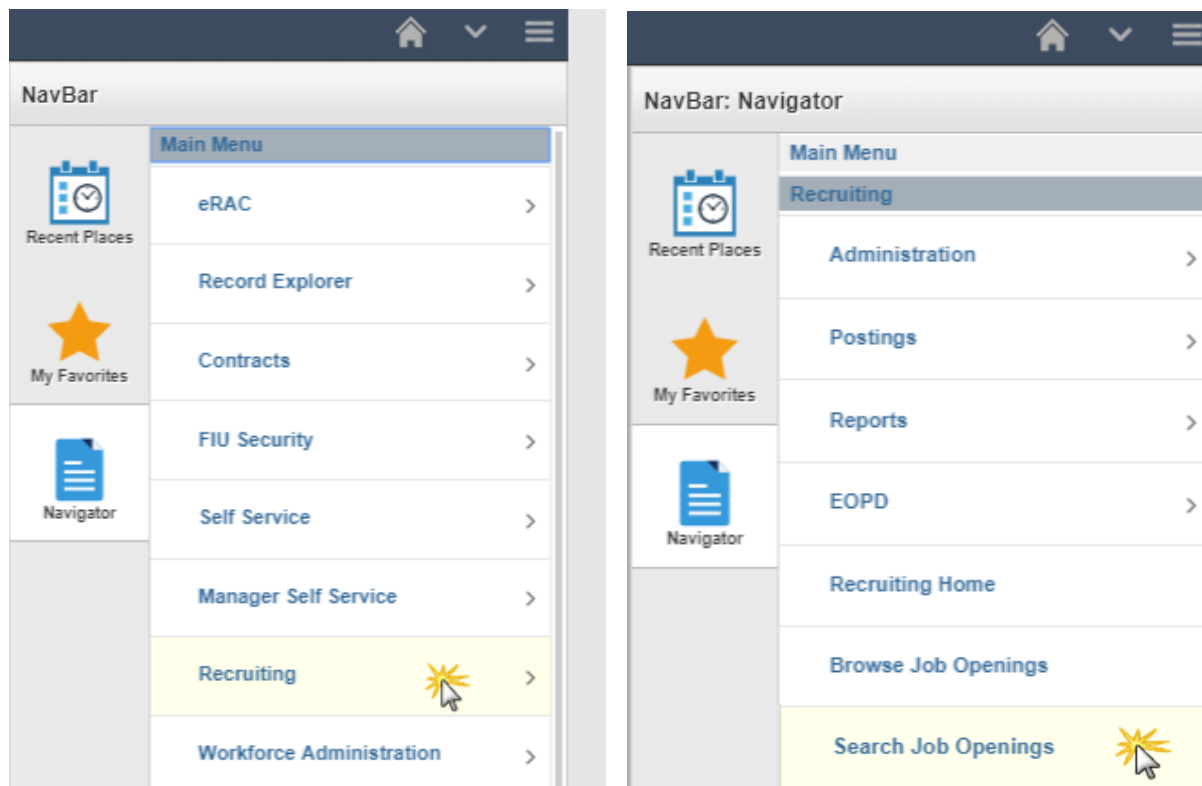 NavBar
Main Menu
eRAC
Recent Places
Record Explorer
Contracts
My Favorites
FIU Security
Navigator
Self Service
Manager Self Service
Recruiting
Workforce Administration
NavBar: Navigator
Main Menu
Recruiting
Recent Places
Administration
Postings
My Favorites
Reports
EOPD
Navigator
Recruiting Home
Browse Job Openings
Search Job Openings